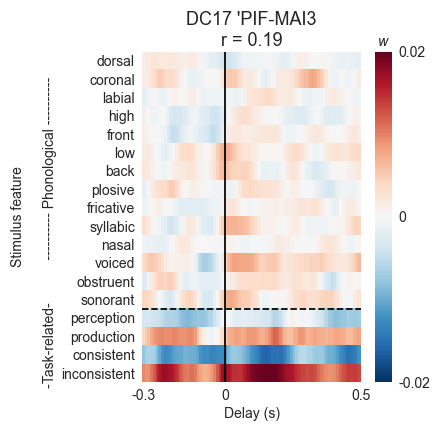 DC17 'PIF-MAI3
r = 0.19
w
dorsal
coronal
labial
high
front
low
back
plosive
fricative
syllabic
nasal
voiced
obstruent
sonorant
perception
production
consistent
inconsistent
Stimulus feature
-Task-related- ---------- Phonological ----------
0.02
0
-0.02
-0.3 0 0.5
Delay (s)